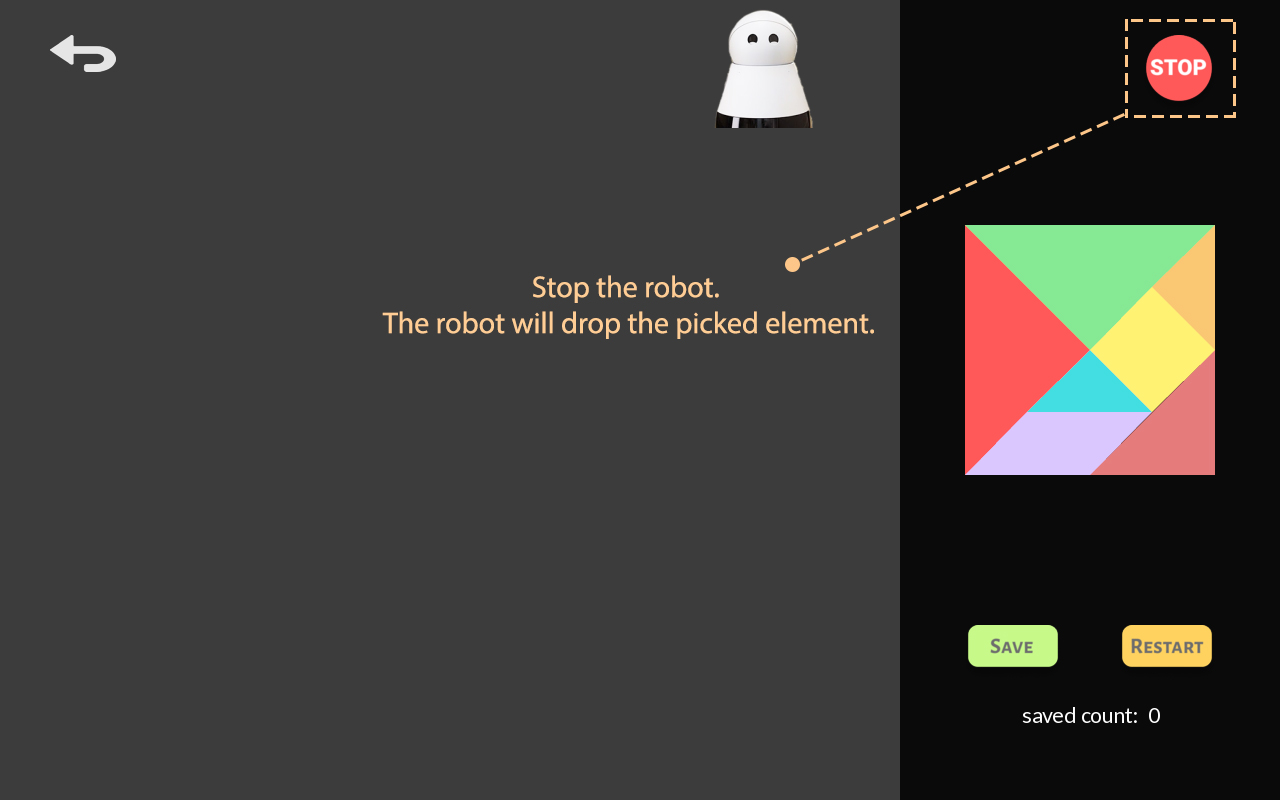 STOP
Stop the robot.
The robot will drop the picked element.
SAVE
RESTART
saved count: 0